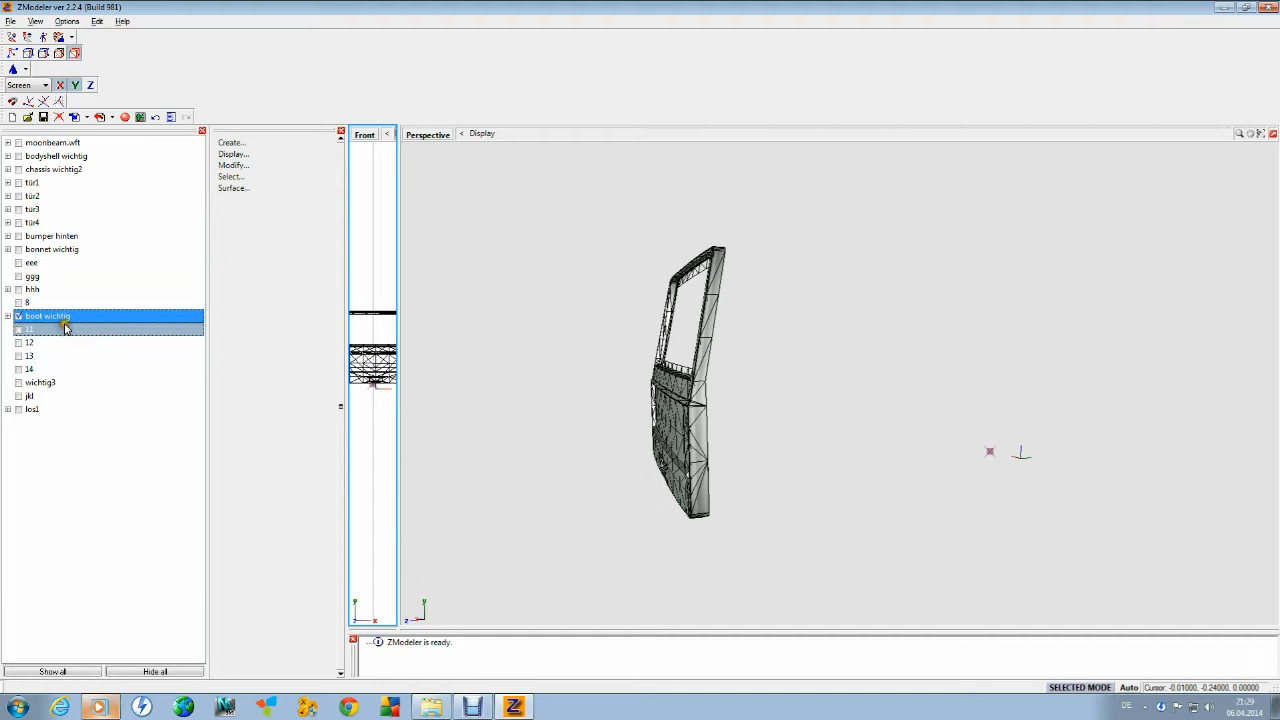 ZModeler ver 2.2.4 (Build 981)
File View Options Edit Help
Screen X Y Z
moonbeam.wft
bodyshell wichtig
chassis wichtig2
tür1
tür2
tür3
tür4
bumper hinten
bonnet wichtig
eee
ggg
hhh
8
boot wichtig
11
12
13
14
wichtig3
jkl
los1
Show all Hide all
Create...
Display...
Modify...
Select...
Surface...
Front <
Perspective < Display
y
z x
y
z x
ZModeler is ready.
SELECTED MODE Auto Cursor: -0.01000, -0.24000, 0.00000
DE 21:29
06.04.2014